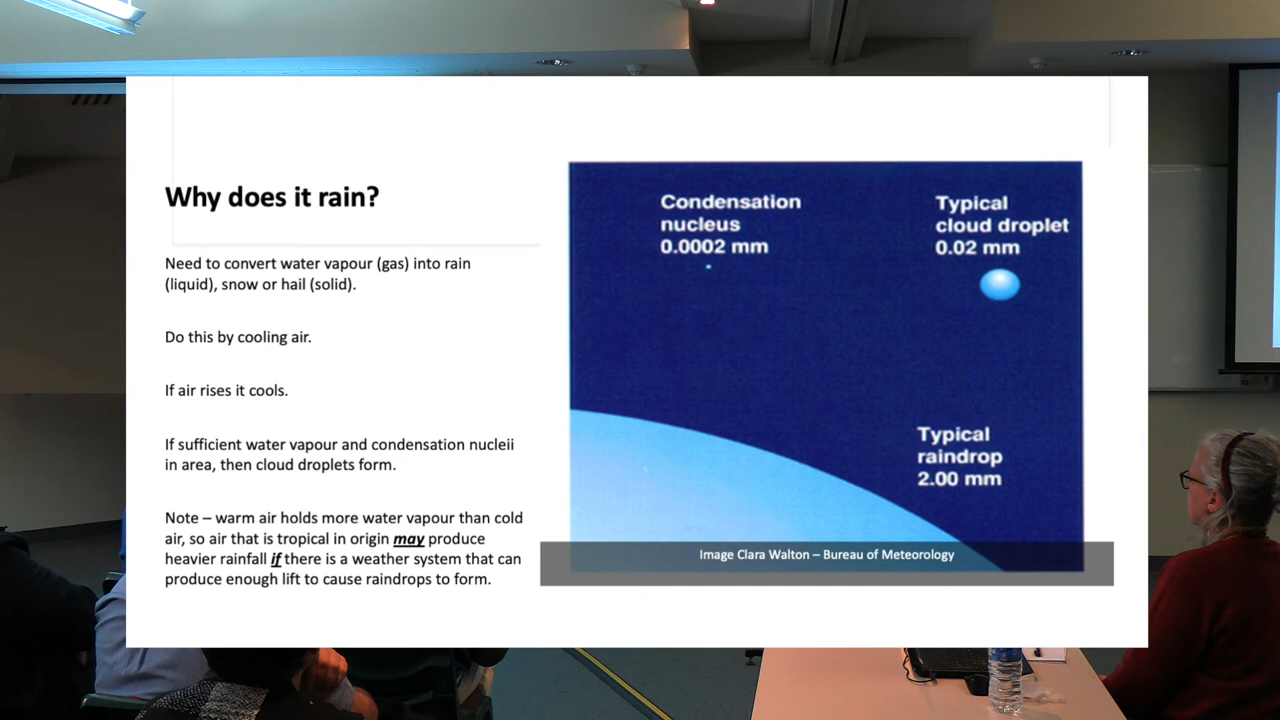 Why does it rain?
Need to convert water vapour (gas) into rain
(liquid), snow or hail (solid).
Do this by cooling air.
If air rises it cools.
If sufficient water vapour and condensation nucleii
in area, then cloud droplets form.
Note – warm air holds more water vapour than cold
air, so air that is tropical in origin may produce
heavier rainfall if there is a weather system that can
produce enough lift to cause raindrops to form.
Condensation
nucleus
0.0002 mm
Typical
cloud droplet
0.02 mm
Typical
raindrop
2.00 mm
Image Clara Walton – Bureau of Meteorology